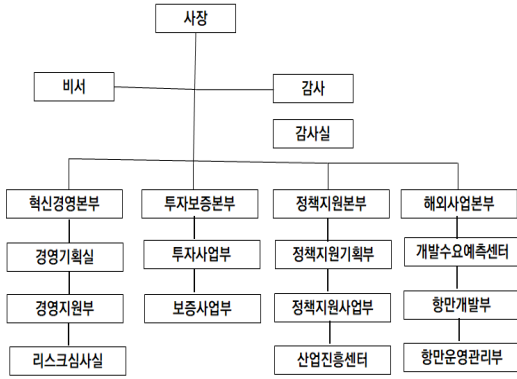 사장
비서
감사
감사실
혁신경영본부
투자보증본부
정책지원본부
해외사업본부
경영기획실
투자사업부
정책지원기획부
개발수요예측센터
경영지원부
보증사업부
정책지원사업부
항만개발부
리스크심사실
산업진흥센터
항만운영관리부